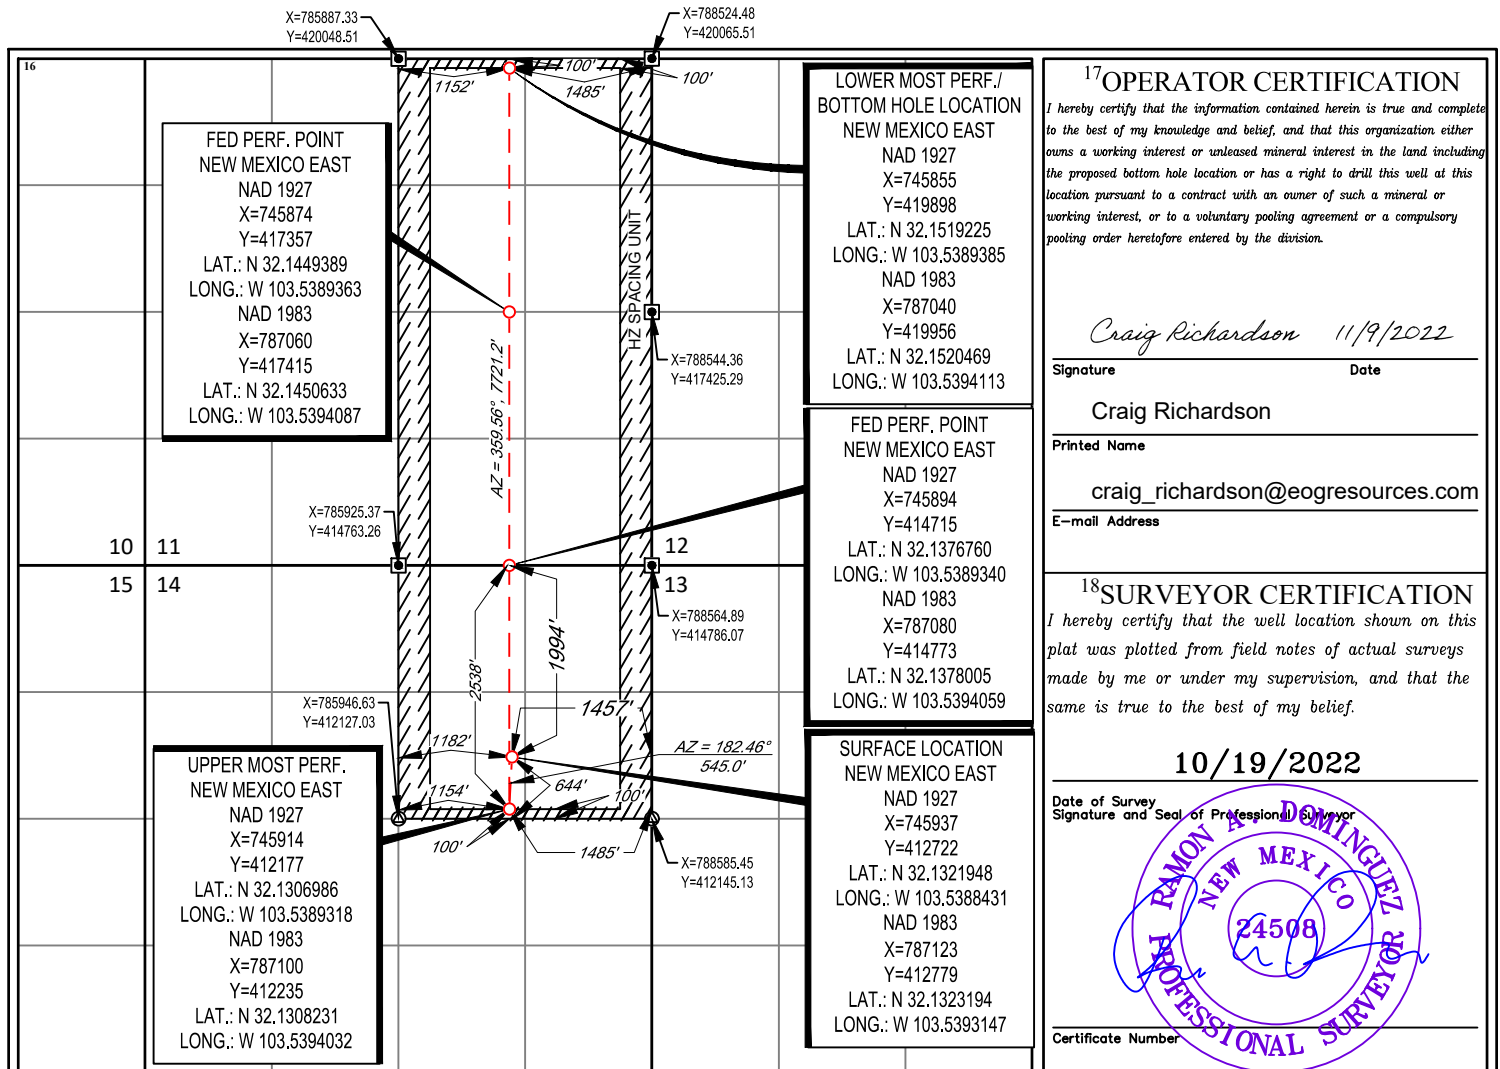 X=785887.33
Y=420048.51
X=788524.48
Y=420065.51
16
1152'
100'
1485'
100'
FED PERF. POINT
NEW MEXICO EAST
NAD 1927
X=745874
Y=417357
LAT.: N 32.1449389
LONG.: W 103.5389363
NAD 1983
X=787060
Y=417415
LAT.: N 32.1450633
LONG.: W 103.5394087
LOWER MOST PERF./
BOTTOM HOLE LOCATION
NEW MEXICO EAST
NAD 1927
X=745855
Y=419898
LAT.: N 32.1519225
LONG.: W 103.5389385
NAD 1983
X=787040
Y=419956
LAT.: N 32.1520469
LONG.: W 103.5394113
HZ SPACING UNIT
AZ = 359.56°, 7721.2'
X=788544.36
Y=417425.29
FED PERF. POINT
NEW MEXICO EAST
NAD 1927
X=745894
Y=414715
LAT.: N 32.1376760
LONG.: W 103.5389340
NAD 1983
X=787080
Y=414773
LAT.: N 32.1378005
LONG.: W 103.5394059
X=785925.37
Y=414763.26
10 11
12
15 14
13
X=788564.89
Y=414786.07
2538'
1994'
X=785946.63
Y=412127.03
1457'
1182'
AZ = 182.46°
545.0'
644'
1154'
100'
100'
1485'
X=788585.45
Y=412145.13
UPPER MOST PERF.
NEW MEXICO EAST
NAD 1927
X=745914
Y=412177
LAT.: N 32.1306986
LONG.: W 103.5389318
NAD 1983
X=787100
Y=412235
LAT.: N 32.1308231
LONG.: W 103.5394032
SURFACE LOCATION
NEW MEXICO EAST
NAD 1927
X=745937
Y=412722
LAT.: N 32.1321948
LONG.: W 103.5388431
NAD 1983
X=787123
Y=412779
LAT.: N 32.1323194
LONG.: W 103.5393147
17 OPERATOR CERTIFICATION
I hereby certify that the information contained herein is true and complete
to the best of my knowledge and belief, and that this organization either
owns a working interest or unleased mineral interest in the land including
the proposed bottom hole location or has a right to drill this well at this
location pursuant to a contract with an owner of such a mineral or
working interest, or to a voluntary pooling agreement or a compulsory
pooling order heretofore entered by the division.
Craig Richardson 11/9/2022
Signature Date
Craig Richardson
Printed Name
craig_richardson@eogresources.com
E-mail Address
18 SURVEYOR CERTIFICATION
I hereby certify that the well location shown on this
plat was plotted from field notes of actual surveys
made by me or under my supervision, and that the
same is true to the best of my belief.
10/19/2022
Date of Survey
Signature and Seal of Professional Surveyor
RAMON A. DOMINGUEZ
NEW MEXICO
24508
PROFESSIONAL SURVEYOR
Certificate Number